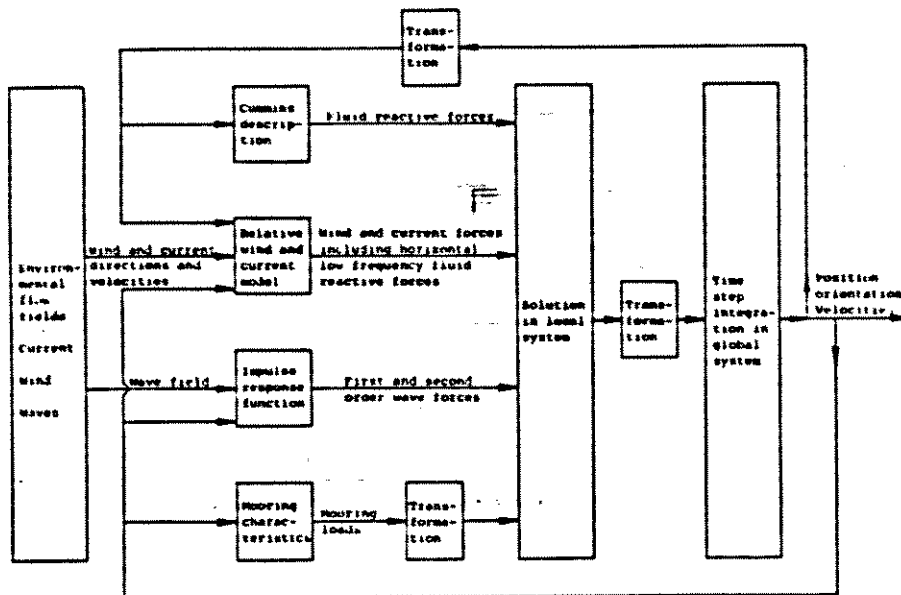 Trans-
forma-
tion
Cummins
descrip-
tion
Fluid reactive forces
Relative
wind and
current
model
Wind and current
directions and
velocities
Wind and current forces
including horizontal
low frequency fluid
reactive forces
Environ-
mental
fields
Current
Wind
Waves
Solution
in local
system
Trans-
forma-
tion
Time
step
integra-
tion in
global
system
Position
orientation
Velocities
Wave field
Impulse
response
function
First and second
order wave forces
Mooring
charac-
teristics
Mooring
loads
Trans-
forma-
tion